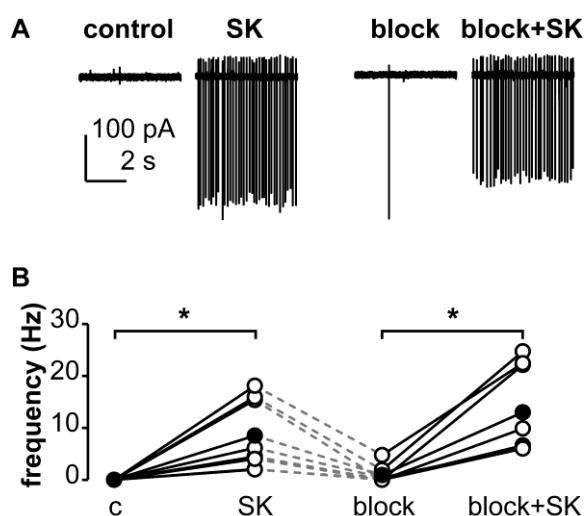 A
control SK block block+SK
100 pA
2 s
B
* *
frequency (Hz)
30
20
10
0
c SK block block+SK